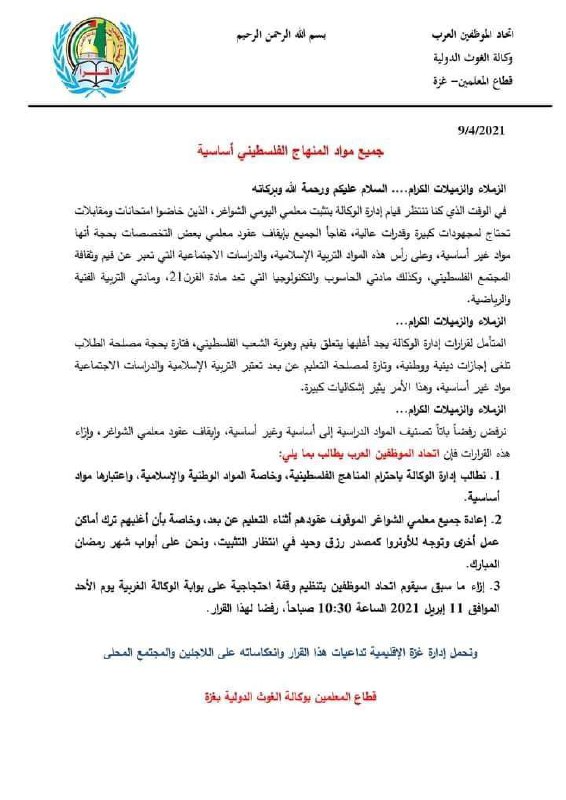 اتحاد الموظفين العرب
بسم الله الرحمن الرحيم
وكالة الغوث الدولية
قطاع المعلمين– غزة
اقرأ
9/4/2021
جميع مواد المنهاج الفلسطيني أساسية
الزملاء والزميلات الكرام.... السلام عليكم ورحمة الله وبركاته
في الوقت الذي كنا ننتظر قيام إدارة الوكالة بتثبت معلمي اليومي الشواغر، الذين خاضوا امتحانات ومقابلات
تحتاج لمجهودات كبيرة وقدرات عالية، تفاجأ الجميع بإيقاف عقود معلمي بعض التخصصات بحجة أنها
مواد غير أساسية، وعلى رأس هذه المواد التربية الإسلامية، والدراسات الاجتماعية التي تعبر عن قيم وثقافة
المجتمع الفلسطيني، وكذلك مادتي الحاسوب والتكنولوجيا التي تعد مادة القرن21، ومادتي التربية الفنية
والرياضية.
الزملاء والزميلات الكرام...
المتأمل لقرارات إدارة الوكالة يجد أغلبها يتعلق بقيم وهوية الشعب الفلسطيني، فتارة بحجة مصلحة الطلاب
تلغى إجازات دينية ووطنية، وتارة لمصلحة التعليم عن بعد تعتبر التربية الإسلامية والدراسات الاجتماعية
مواد غير أساسية، وهذا الأمر يثير إشكاليات كبيرة.
الزملاء والزميلات الكرام...
نرفض رفضاً باتاً تصنيف المواد الدراسية إلى أساسية وغير أساسية، وإيقاف عقود معلمي الشواغر، وإزاء
هذه القرارات فإن اتحاد الموظفين العرب يطالب بما يلي:
1. نطالب إدارة الوكالة باحترام المناهج الفلسطينية، وخاصة المواد الوطنية والإسلامية، واعتبارها مواد
أساسية.
2. إعادة جميع معلمي الشواغر الموقوف عقودهم أثناء التعليم عن بعد، وخاصة بأن أغلبهم ترك أماكن
عمل أخرى وتوجه للأونروا كمصدر رزق وحيد في انتظار التثبيت، ونحن على أبواب شهر رمضان
المبارك.
3. إزاء ما سبق سيقوم اتحاد الموظفين بتنظيم وقفة احتجاجية على بوابة الوكالة الغربية يوم الأحد
الموافق 11 إبريل 2021 الساعة 10:30 صباحاً، رفضا لهذا القرار.
ونحمل إدارة غزة الإقليمية تداعيات هذا القرار وانعكاساته على اللاجئين والمجتمع المحلى
قطاع المعلمين بوكالة الغوث الدولية بغزة